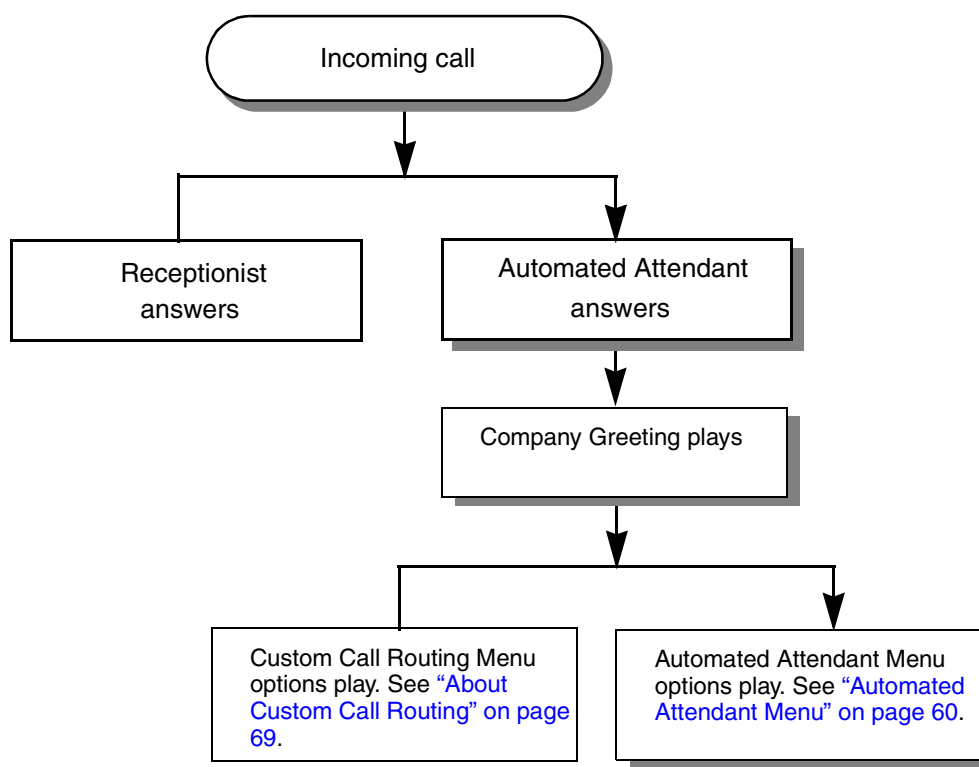 Incoming call
Receptionist
answers
Automated Attendant
answers
Company Greeting plays
Custom Call Routing Menu
options play. See “About
Custom Call Routing” on page
69.
Automated Attendant Menu
options play. See “Automated
Attendant Menu” on page 60.